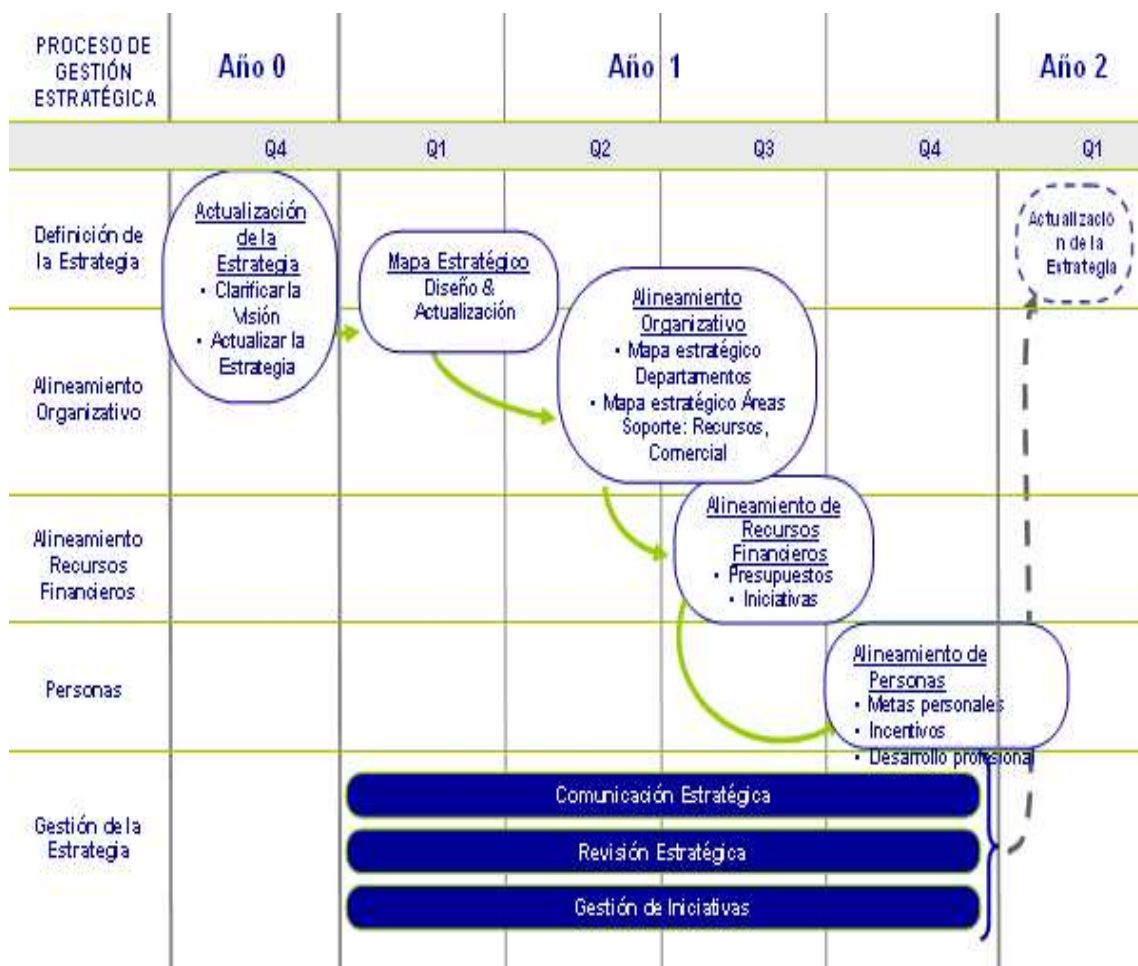 PROCESO DE
GESTIÓN
ESTRATÉGICA
Año 0
Año 1
Año 2
Q4
Q1
Q2
Q3
Q4
Q1
Definición de
la Estrategia
Actualización
de la
Estrategia
• Clarificar la
Visión
• Actualizar la
Estrategia
Mapa Estratégico
Diseño &
Actualización
Actualizació
n de la
Estrategia
Alineamiento
Organizativo
Alineamiento
Organizativo
• Mapa estratégico
Departamentos
• Mapa estratégico Áreas
Soporte: Recursos,
Comercial
Alineamiento
Recursos
Financieros
Alineamiento de
Recursos
Financieros
• Presupuestos
• Iniciativas
Personas
Alineamiento de
Personas
• Metas personales
• Incentivos
• Desarrollo profesional
Gestión de la
Estrategia
Comunicación Estratégica
Revisión Estratégica
Gestión de Iniciativas